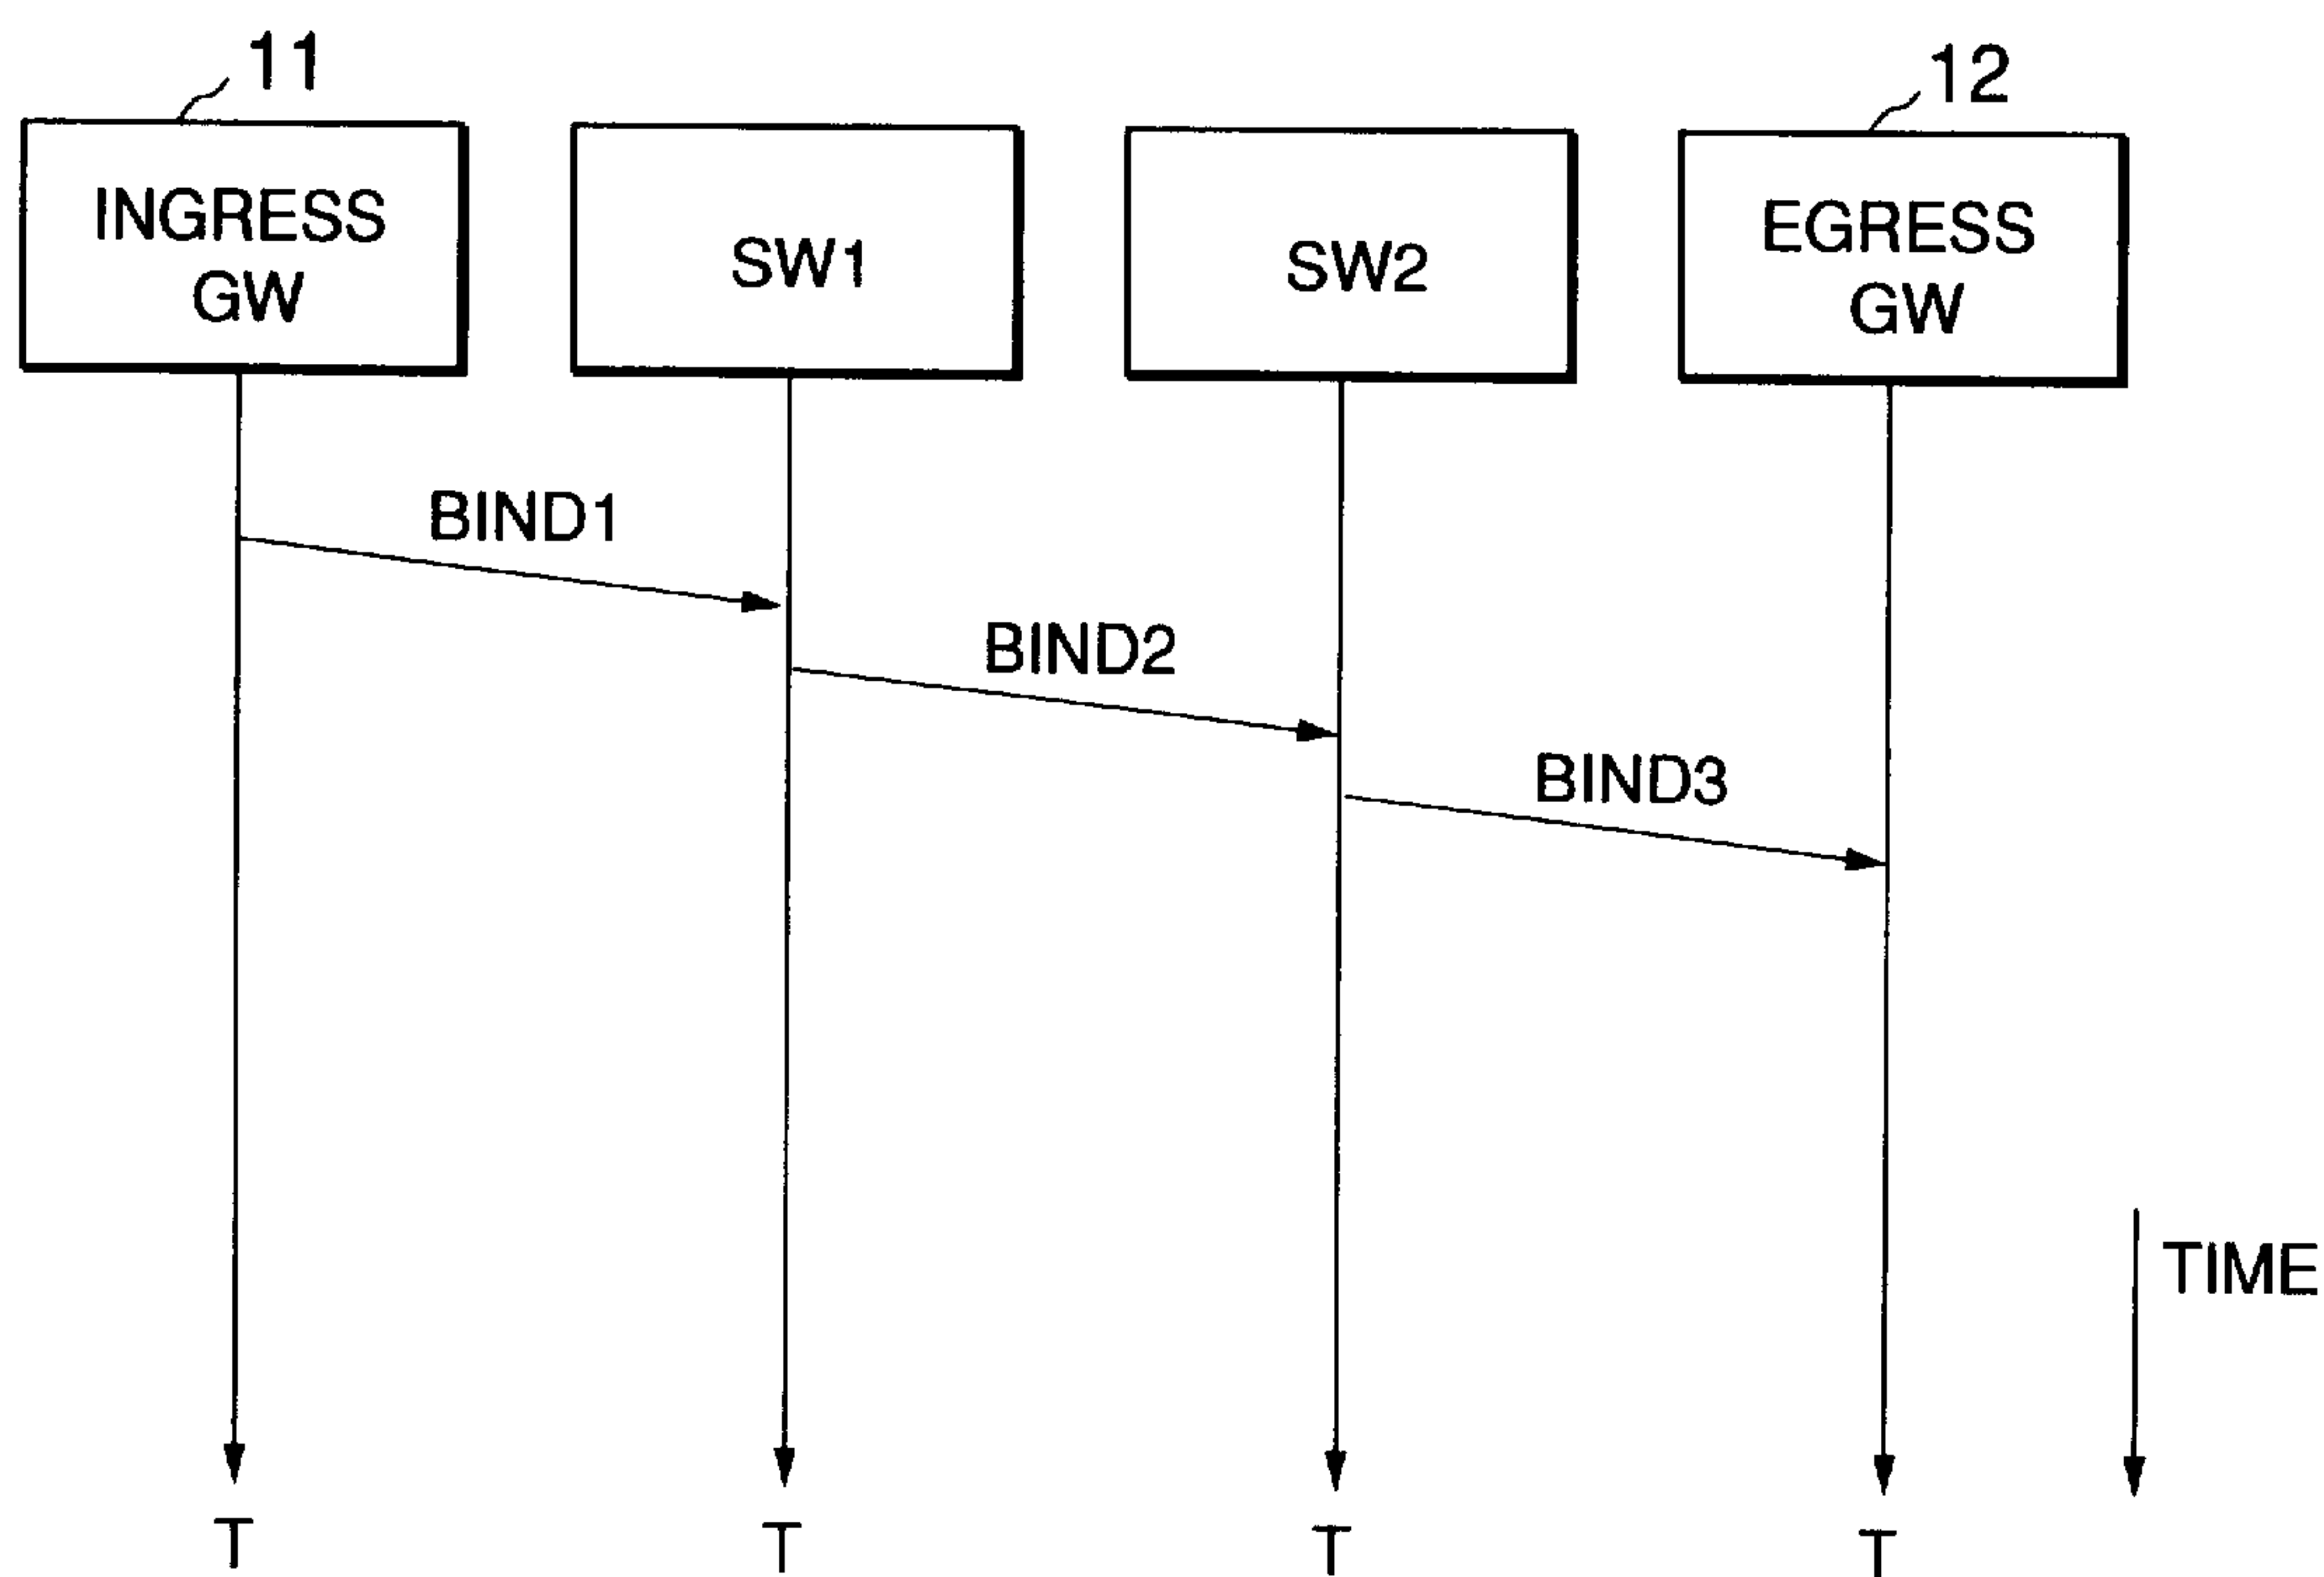 11
12
INGRESS
GW
SW1
SW2
EGRESS
GW
BIND1
BIND2
BIND3
TIME
T
T
T
T